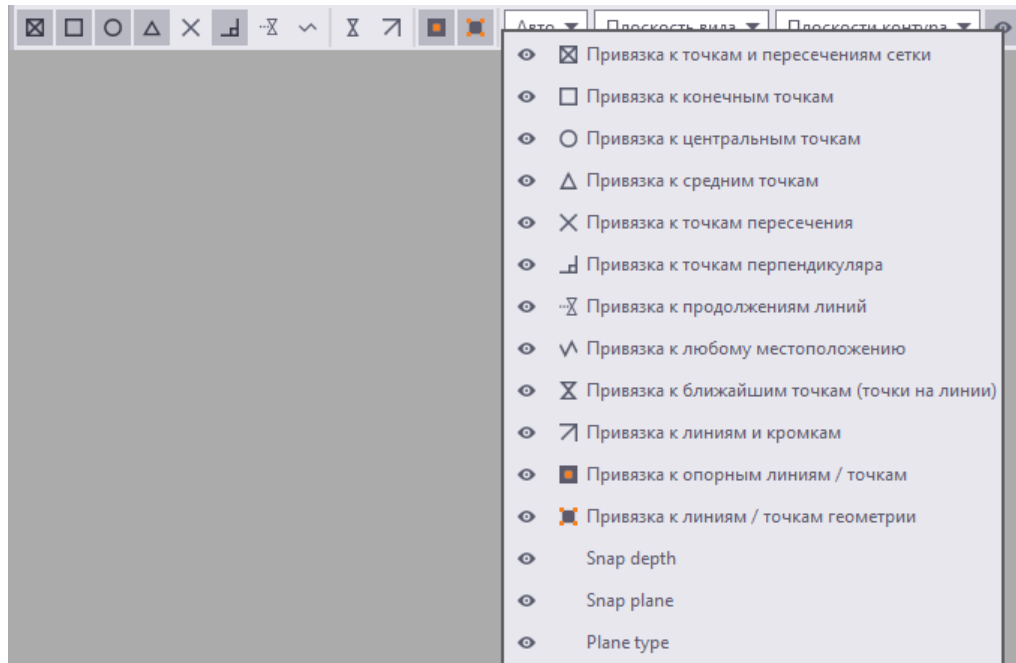 Авто Плоскость вида Плоскости контура
Привязка к точкам и пересечениям сетки
Привязка к конечным точкам
Привязка к центральным точкам
Привязка к средним точкам
Привязка к точкам пересечения
Привязка к точкам перпендикуляра
Привязка к продолжениям линий
Привязка к любому местоположению
Привязка к ближайшим точкам (точки на линии)
Привязка к линиям и кромкам
Привязка к опорным линиям / точкам
Привязка к линиям / точкам геометрии
Snap depth
Snap plane
Plane type